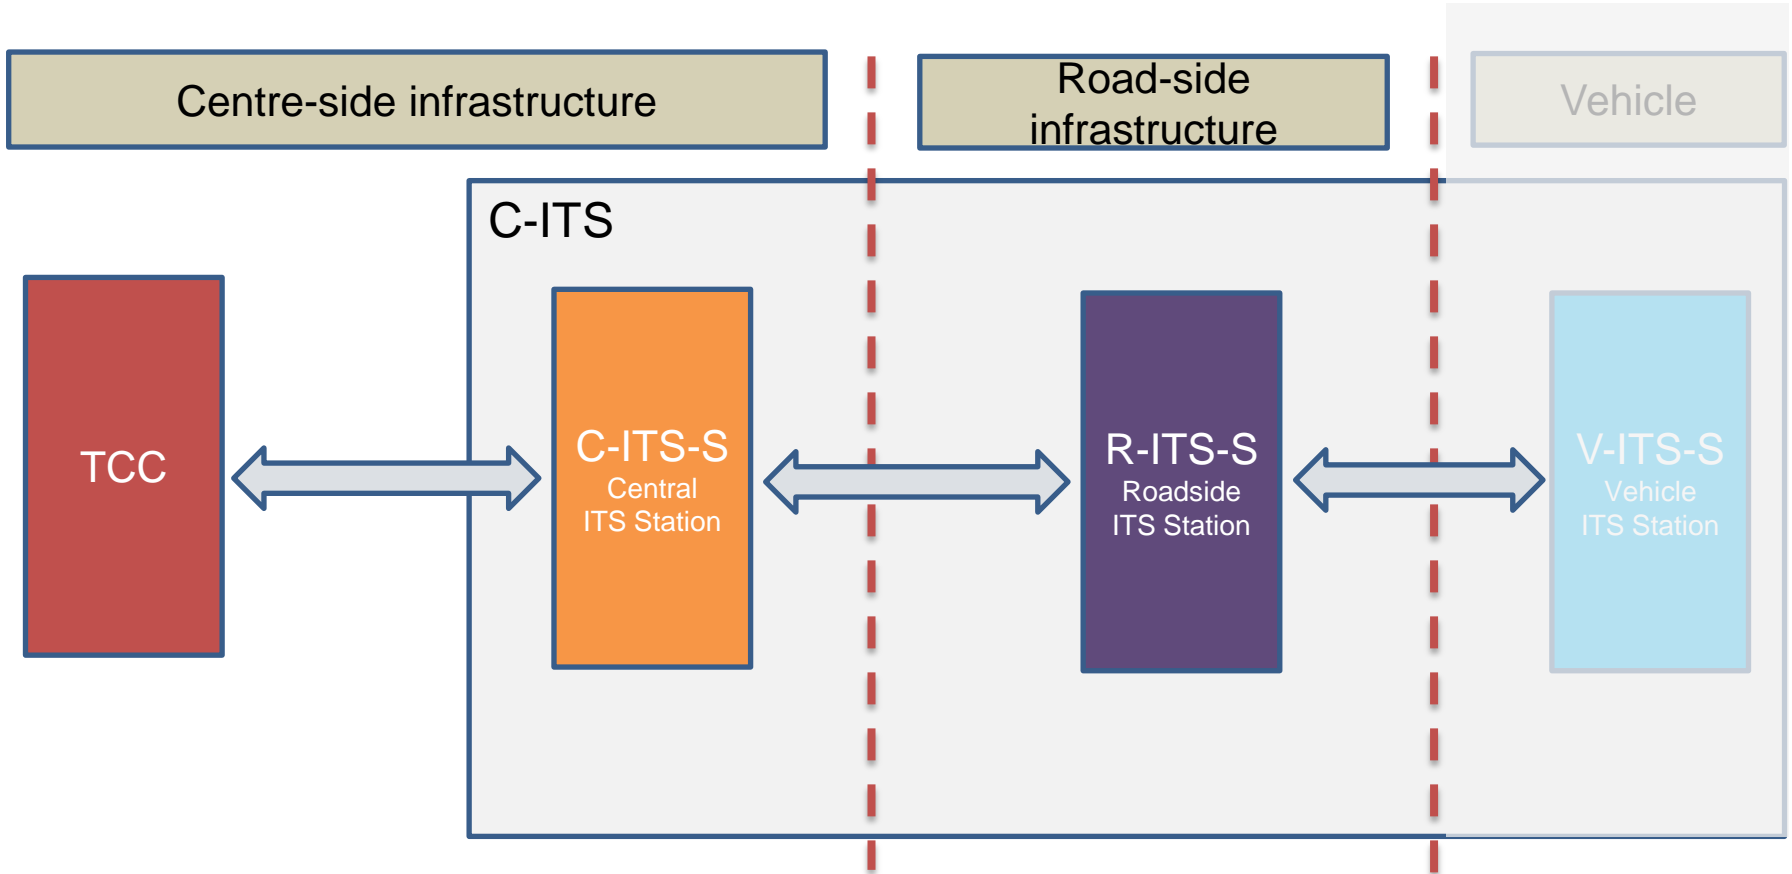 Centre-side infrastructure
Road-side
infrastructure
Vehicle
C-ITS
TCC
C-ITS-S
Central
ITS Station
R-ITS-S
Roadside
ITS Station
V-ITS-S
Vehicle
ITS Station